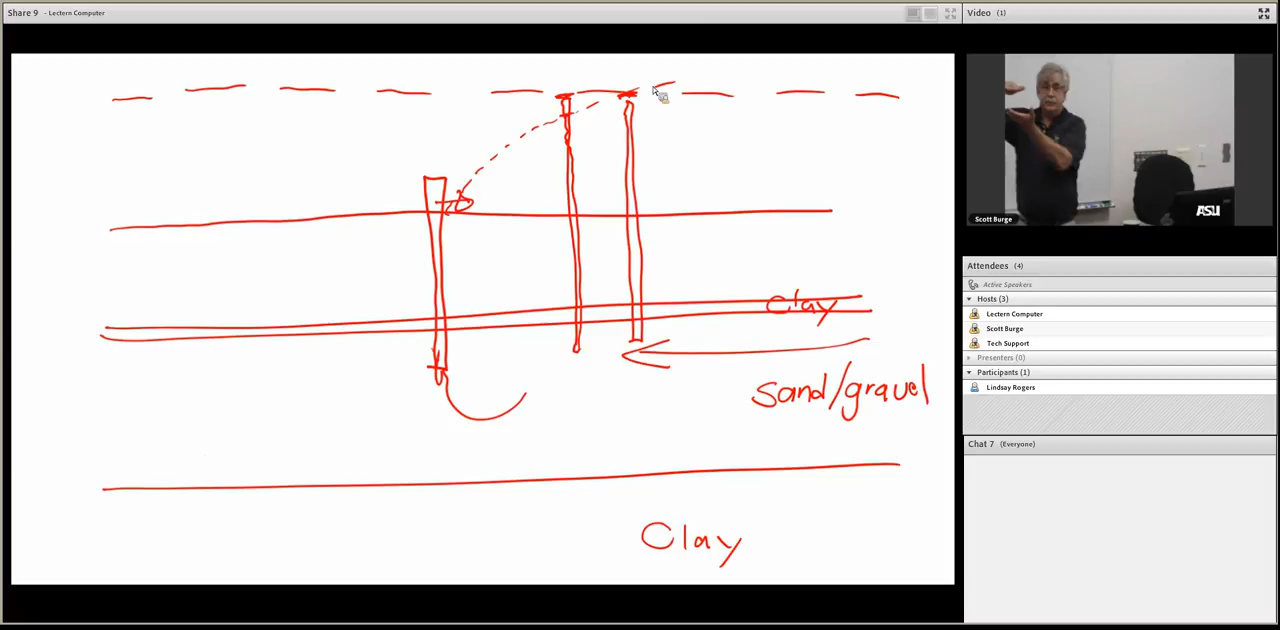 Share 9 - Lectern Computer
Clay
Sand/gravel
Clay
Video (1)
Scott Burge
ASU
Attendees (4)
Active Speakers
Hosts (3)
Lectern Computer
Scott Burge
Tech Support
Presenters (0)
Participants (1)
Lindsay Rogers
Chat 7 (Everyone)